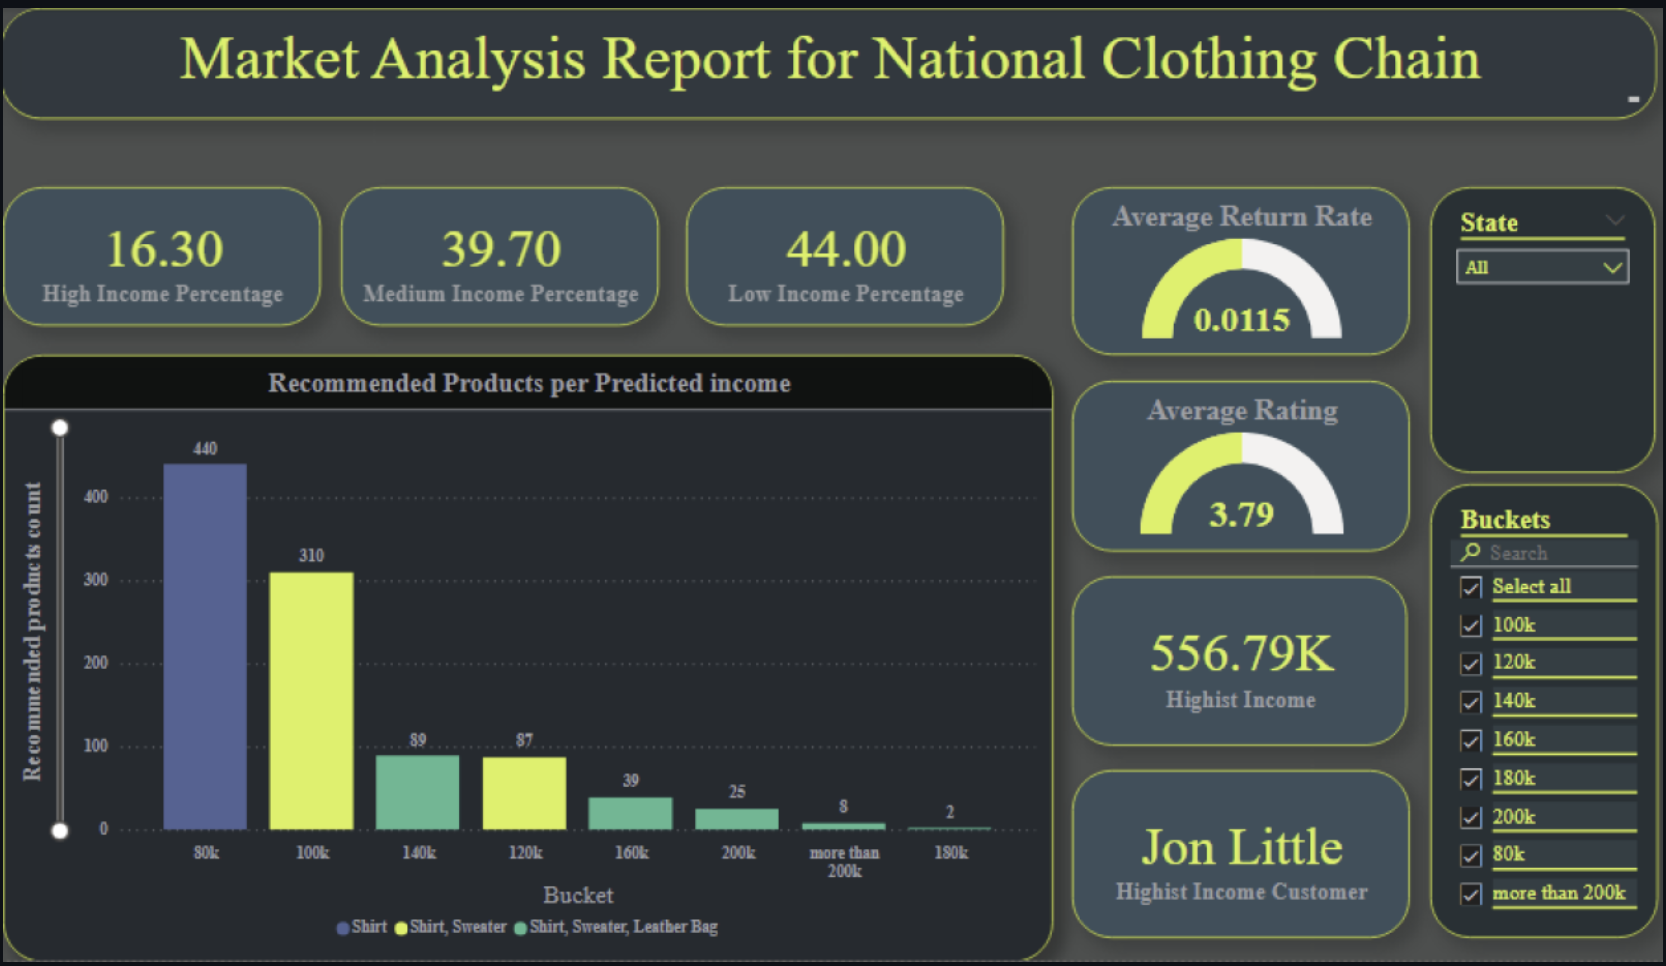 Market Analysis Report for National Clothing Chain
16.30
High Income Percentage
39.70
Medium Income Percentage
44.00
Low Income Percentage
Average Return Rate
0.0115
State
All
Average Rating
3.79
556.79K
Highist Income
Jon Little
Highist Income Customer
Buckets
Search
Select all
100k
120k
140k
160k
180k
200k
80k
more than 200k
Recommended Products per Predicted income
Recommended products count
400
300
200
100
0
440
310
89
87
39
25
8
2
80k
100k
140k
120k
160k
200k
more than
200k
180k
Bucket
Shirt
Shirt, Sweater
Shirt, Sweater, Leather Bag